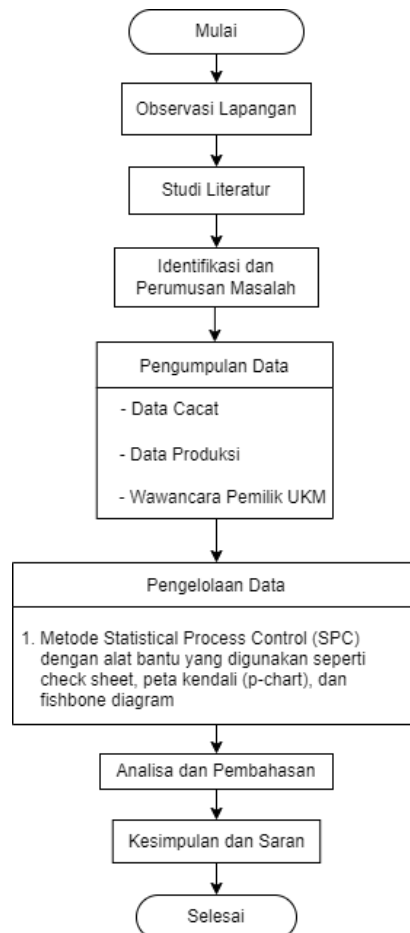 Mulai
Observasi Lapangan
Studi Literatur
Identifikasi dan
Perumusan Masalah
Pengumpulan Data
- Data Cacat
- Data Produksi
- Wawancara Pemilik UKM
Pengelolaan Data
1. Metode Statistical Process Control (SPC)
dengan alat bantu yang digunakan seperti
check sheet, peta kendali (p-chart), dan
fishbone diagram
Analisa dan Pembahasan
Kesimpulan dan Saran
Selesai